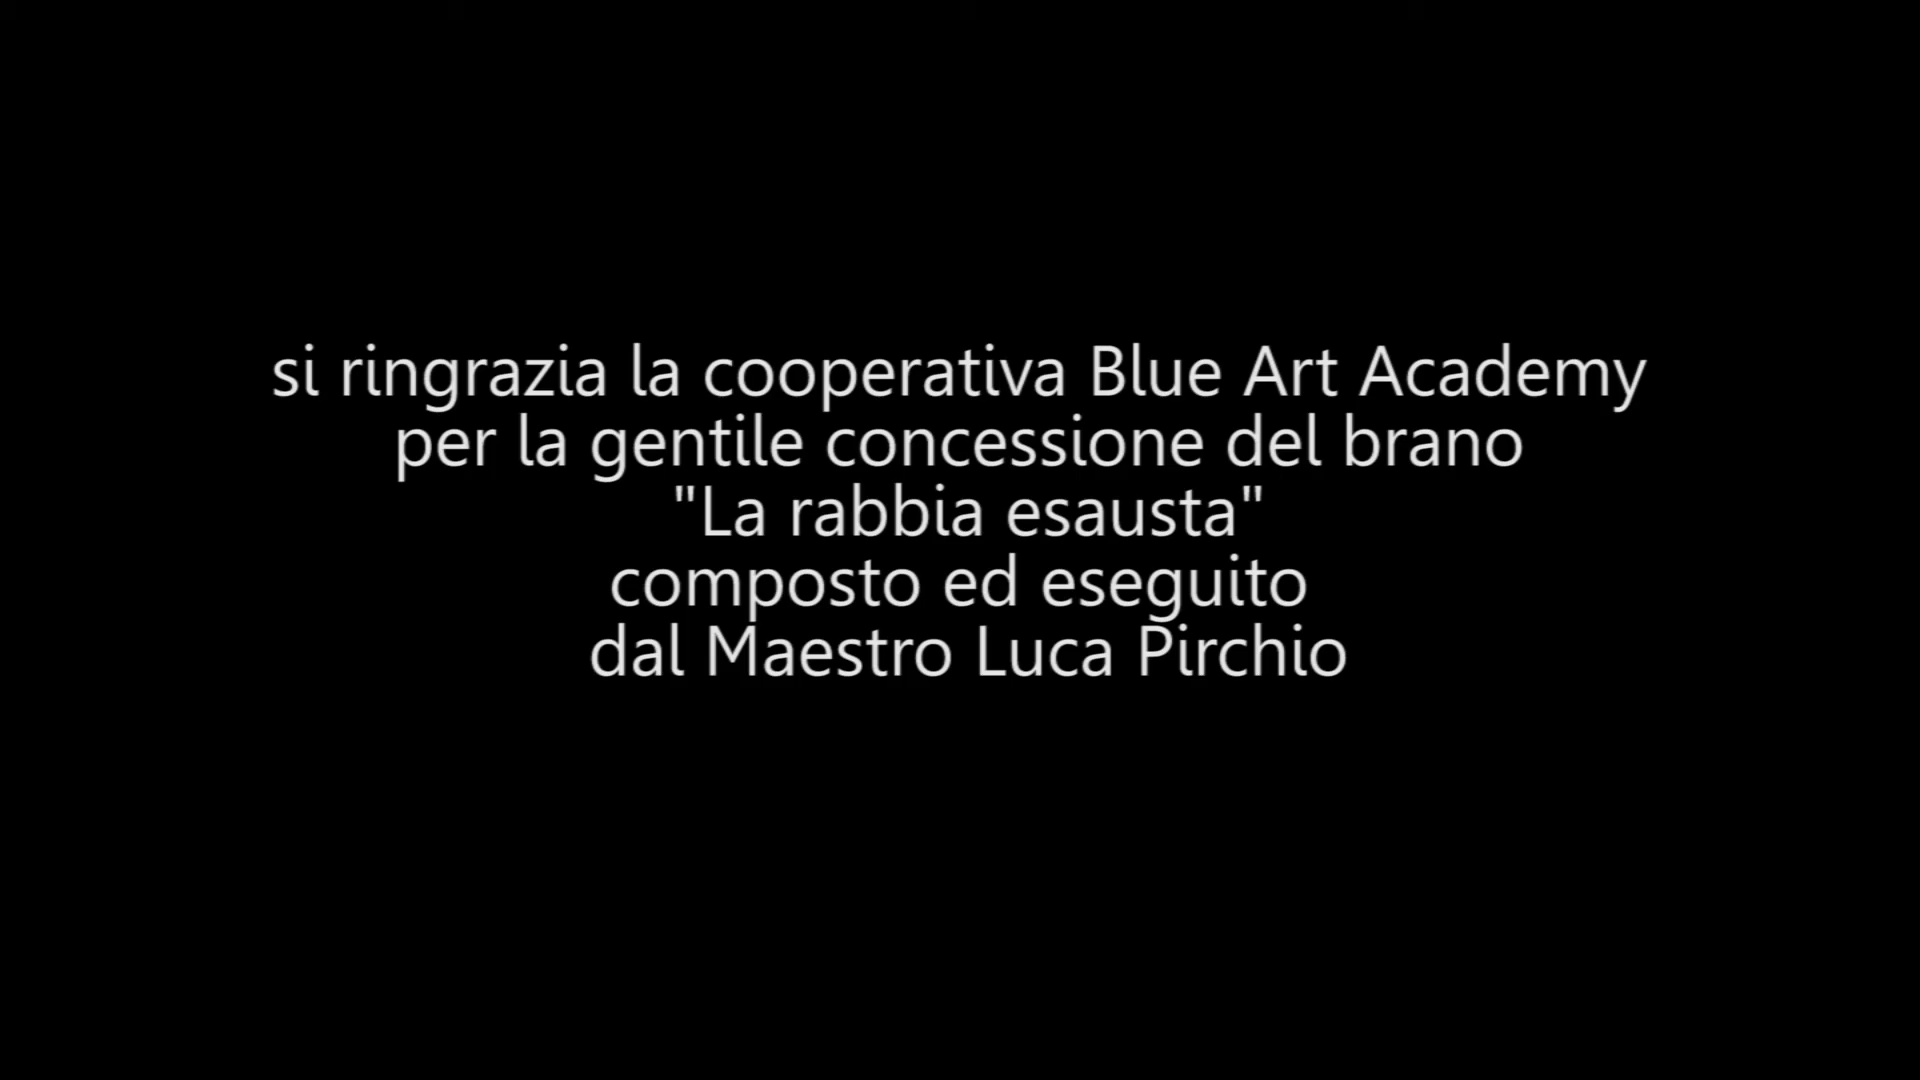 si ringrazia la cooperativa Blue Art Academy
per la gentile concessione del brano
"La rabbia esausta"
composto ed eseguito
dal Maestro Luca Pirchio